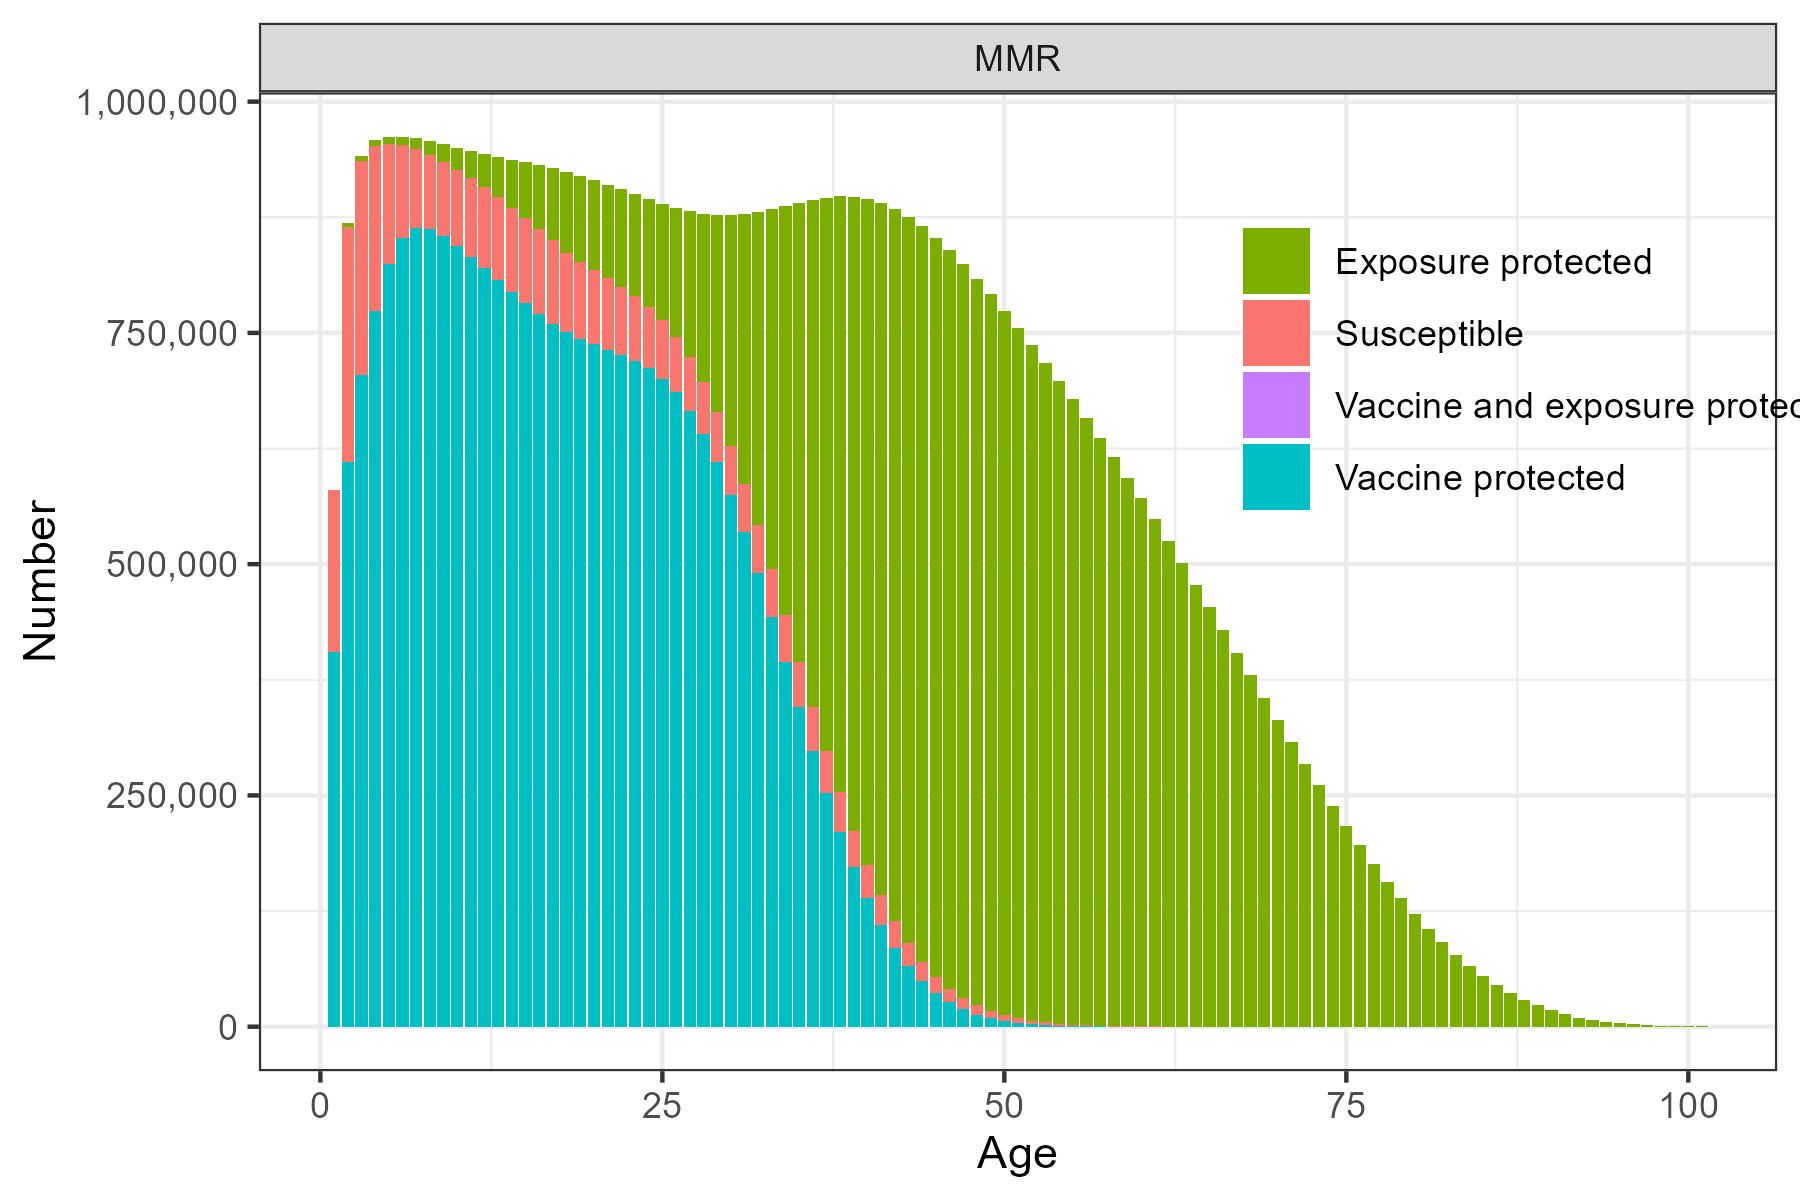 MMR
1,000,000
750,000
500,000
250,000
0
Number
Exposure protected
Susceptible
Vaccine and exposure protec
Vaccine protected
0 25 50 75 100
Age